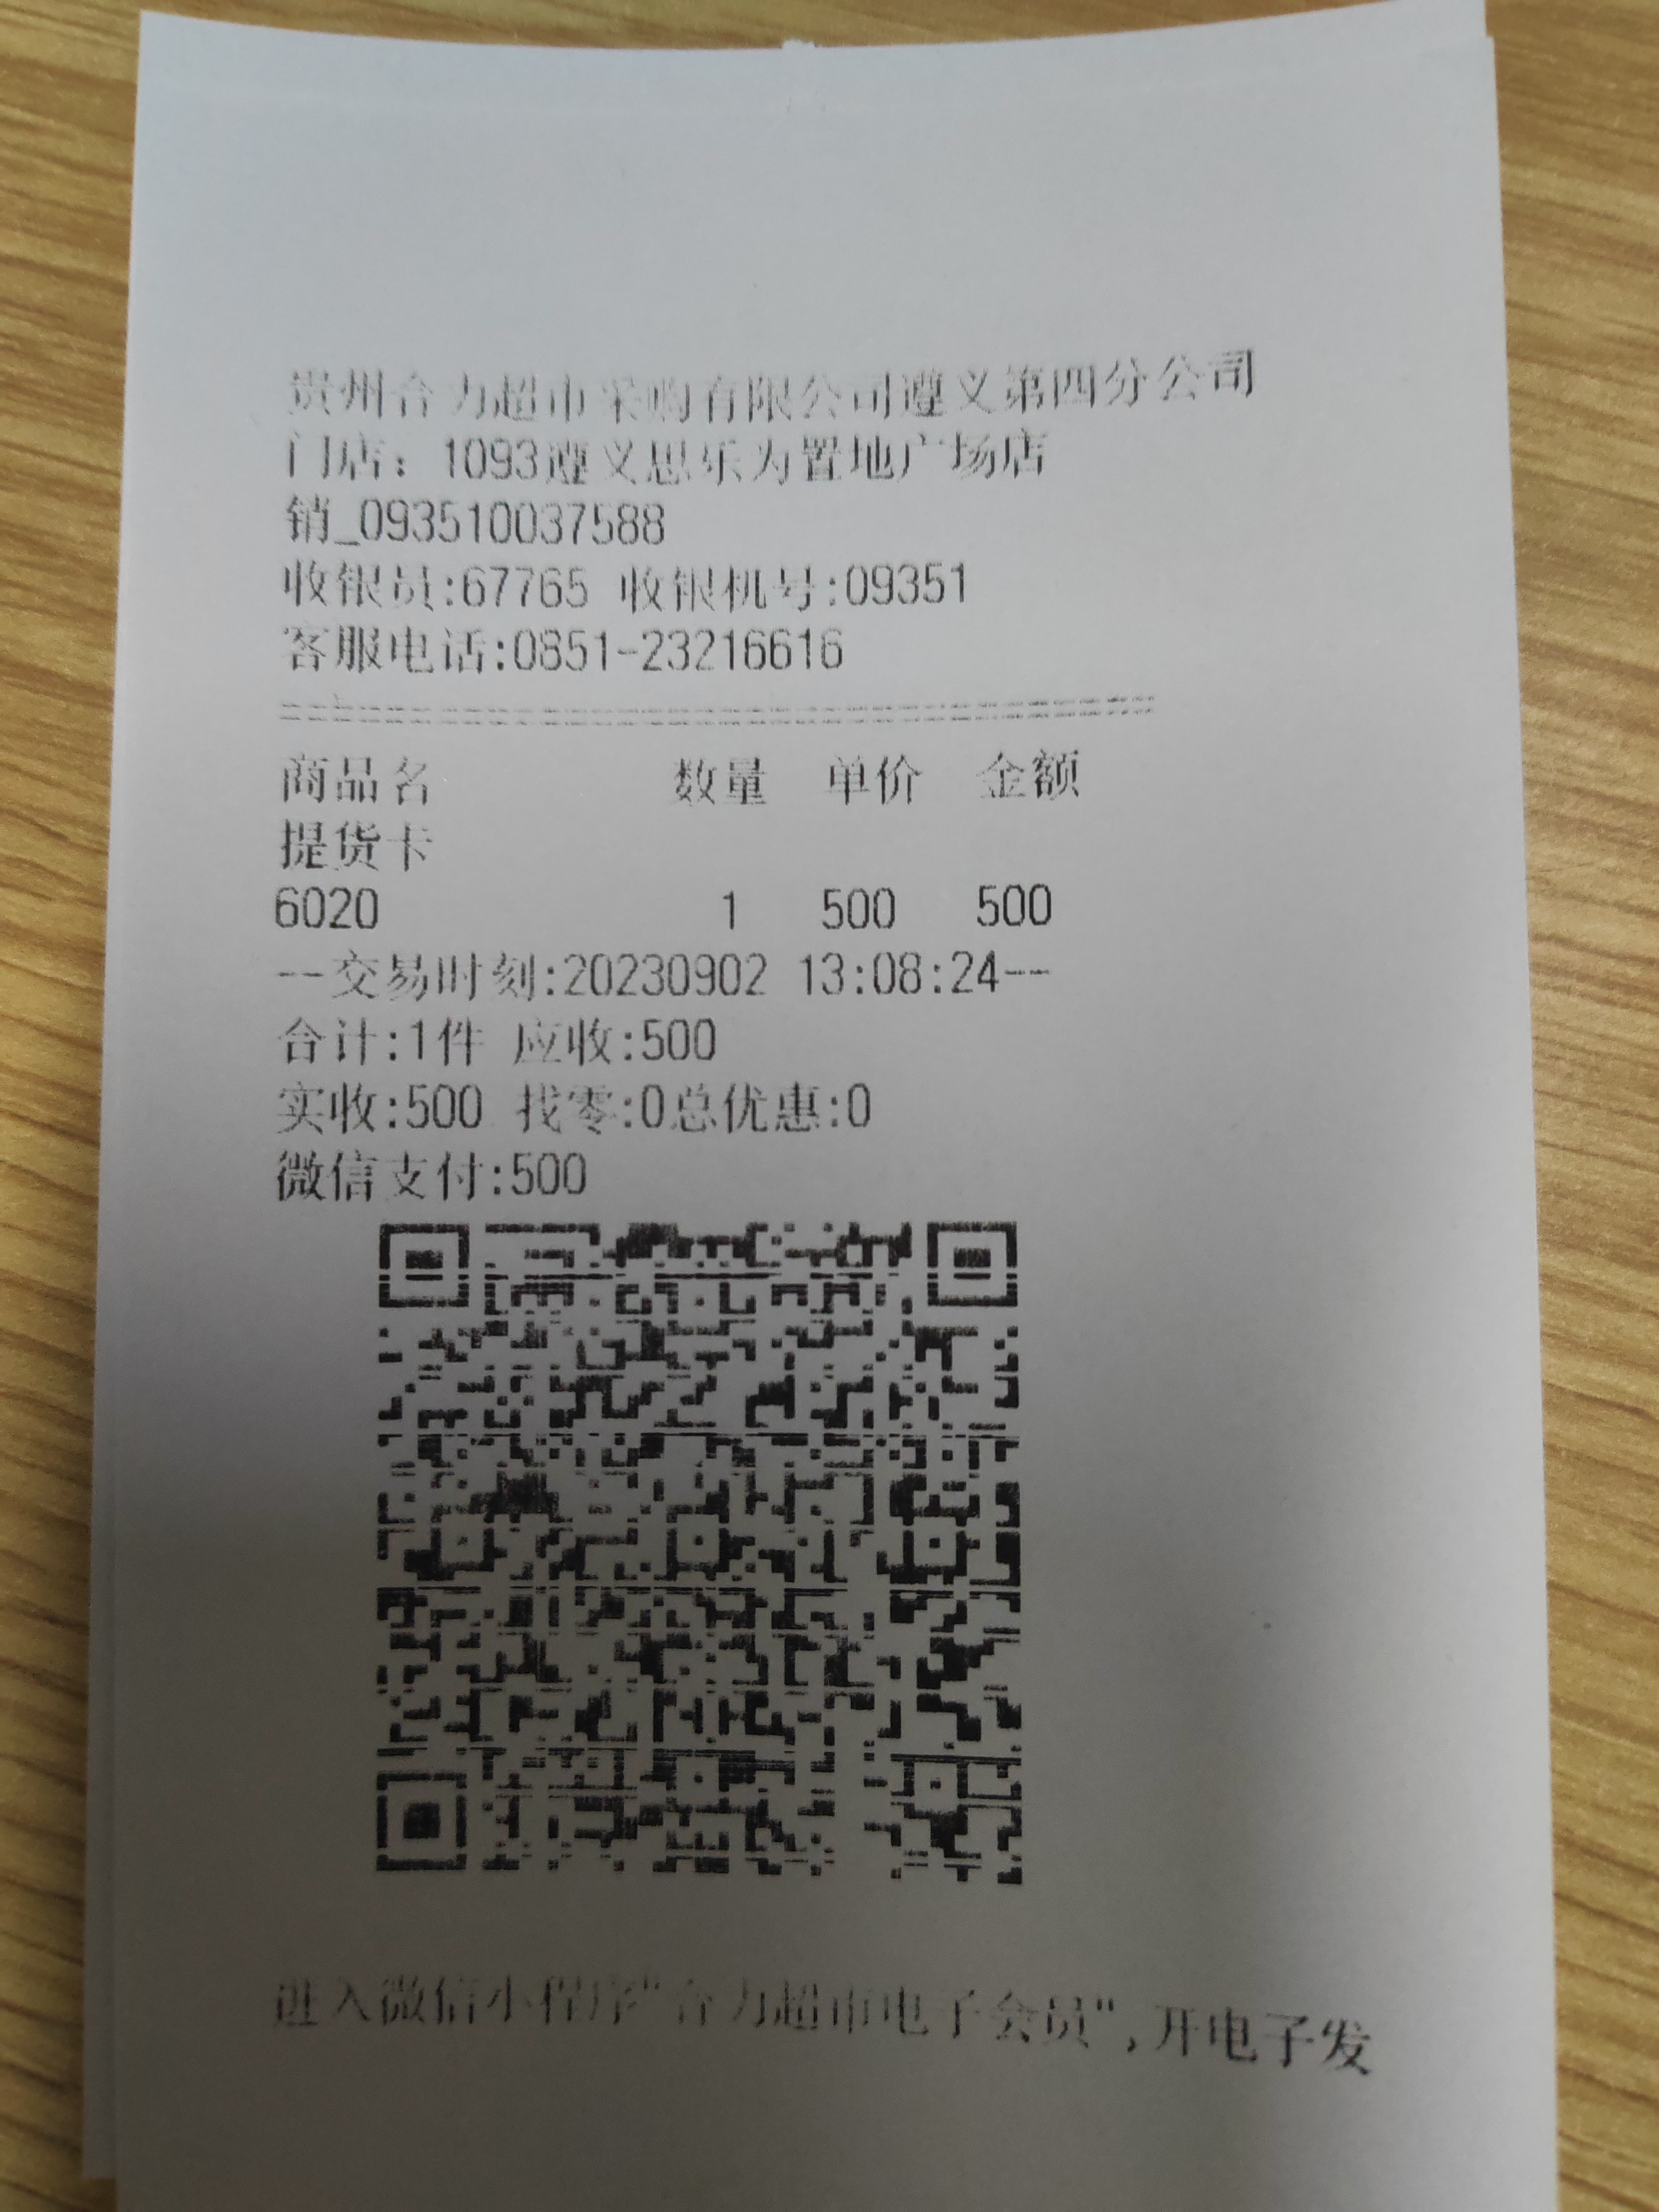 贵州合力超市采购有限公司遵义第四分公司
门店：1093遵义思乐为置地广场店
销_093510037588
收银员:67765 收银机号:09351
客服电话:0851-23216616
================================
商品名 数量 单价 金额
提货卡
6020 1 500 500
--交易时刻:20230902 13:08:24--
合计:1件 应收:500
实收:500 找零:0总优惠:0
微信支付:500
进入微信小程序"合力超市电子会员",开电子发